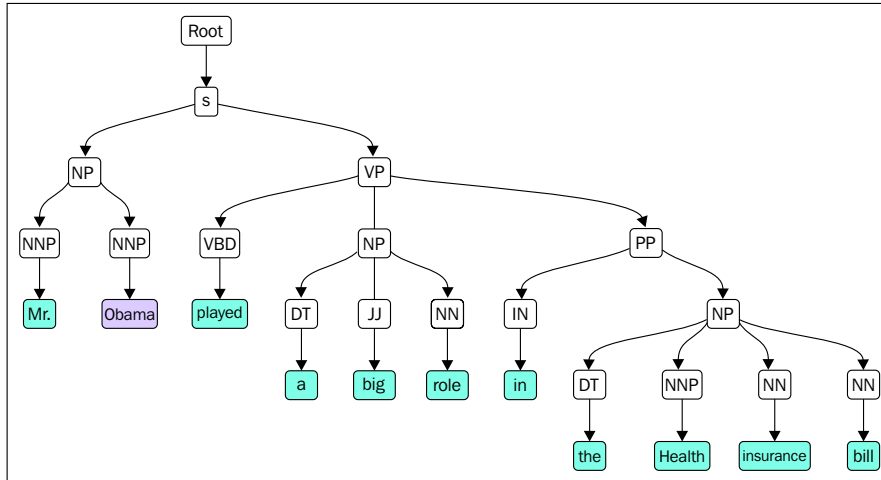 Root
s
NP VP
NNP NNP VBD NP PP
Mr. Obama played DT JJ NN IN NP
a big role in DT NNP NN NN
the Health insurance bill